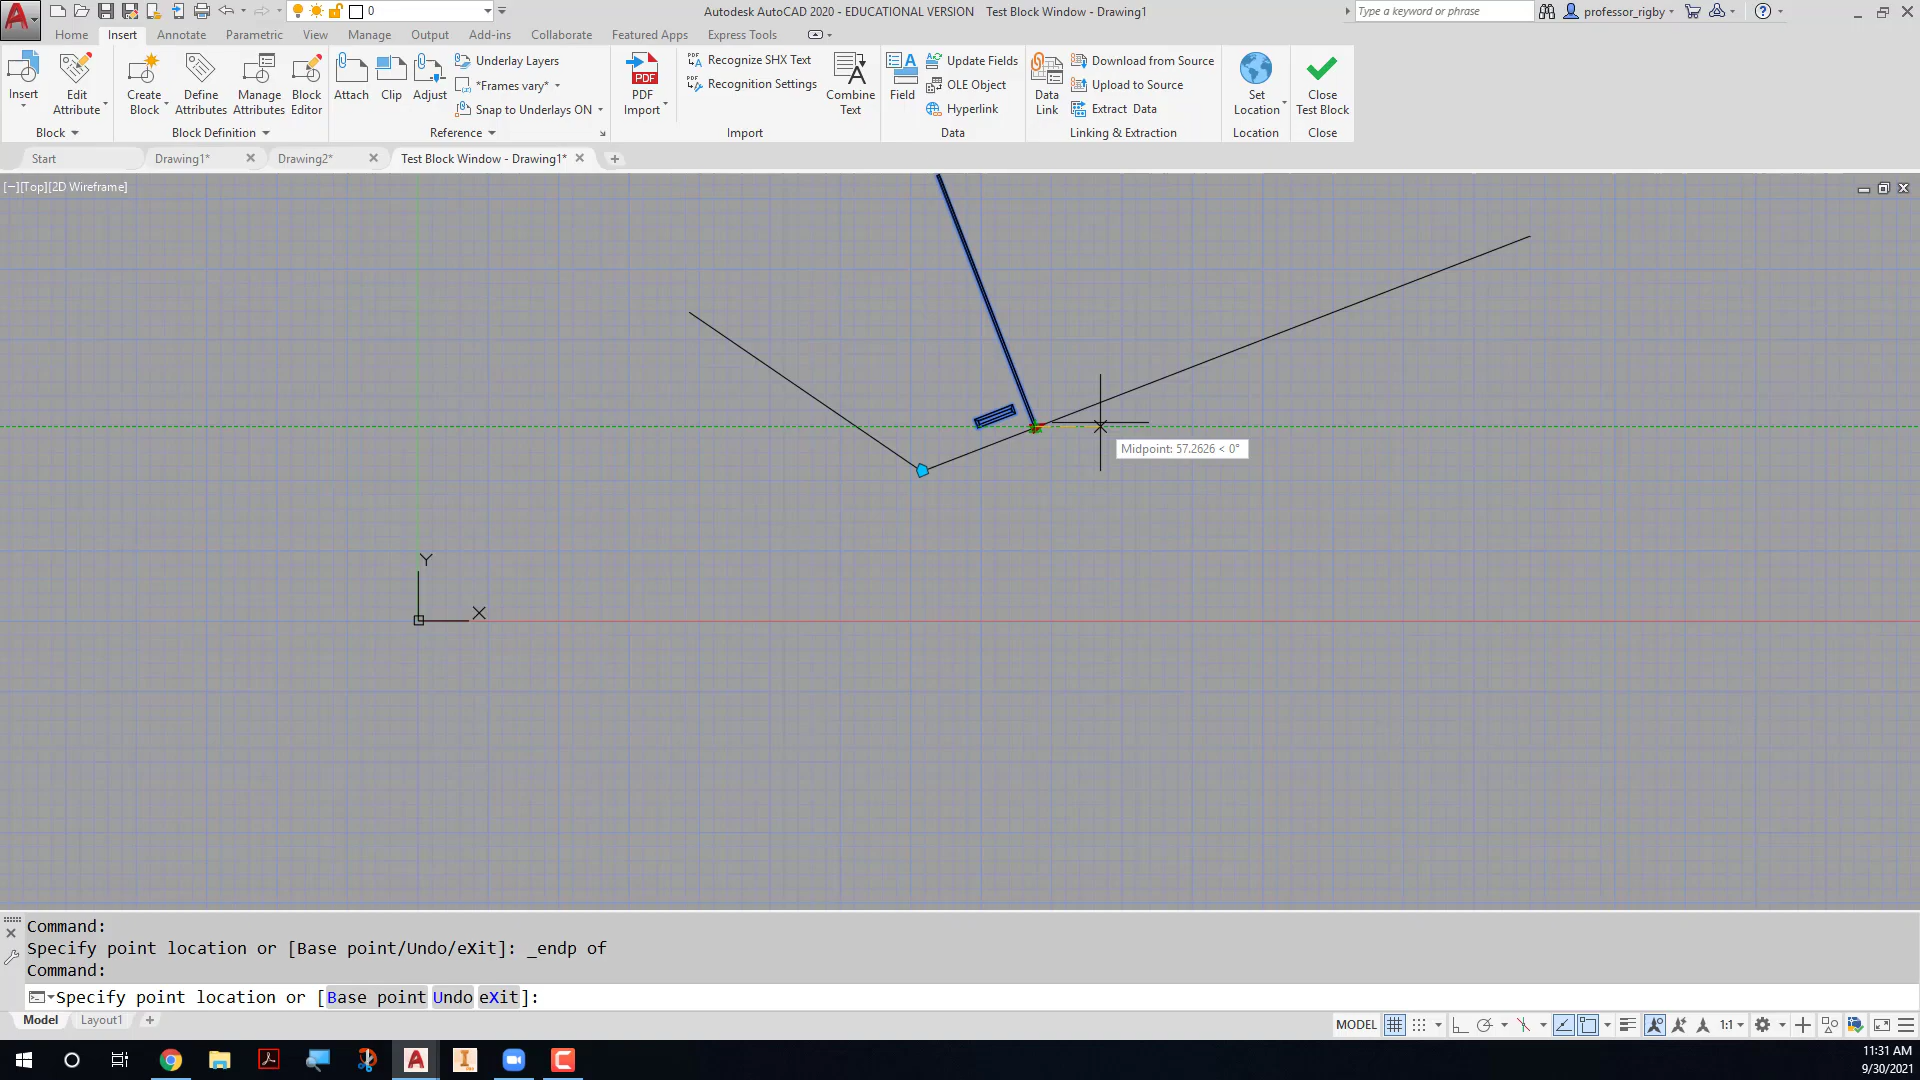 0
Autodesk AutoCAD 2020 - EDUCATIONAL VERSION Test Block Window - Drawing1
Type a keyword or phrase
professor_rigby
Home Insert Annotate Parametric View Manage Output Add-ins Collaborate Featured Apps Express Tools
Insert
Edit Attribute
Block
Create Block
Define Attributes
Manage Attributes
Block Editor
Block Definition
Attach
Clip
Adjust
Underlay Layers
*Frames vary*
Snap to Underlays ON
Reference
PDF Import
Recognize SHX Text
Recognition Settings
Combine Text
Import
Field
Update Fields
OLE Object
Hyperlink
Data
Data Link
Download from Source
Upload to Source
Extract Data
Linking & Extraction
Set Location
Location
Close Test Block
Close
Start Drawing1* Drawing2* Test Block Window - Drawing1*
[−][Top][2D Wireframe]
Midpoint: 57.2626 < 0°
Y
X
Command:
Specify point location or [Base point/Undo/eXit]: _endp of
Command:
Specify point location or [Base point Undo eXit]:
Model Layout1
MODEL 1:1
11:31 AM
9/30/2021